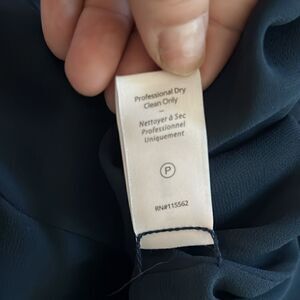 Professional Dry
Clean Only
–
Nettoyer à Sec
Professionnel
Uniquement
P
RN#115562